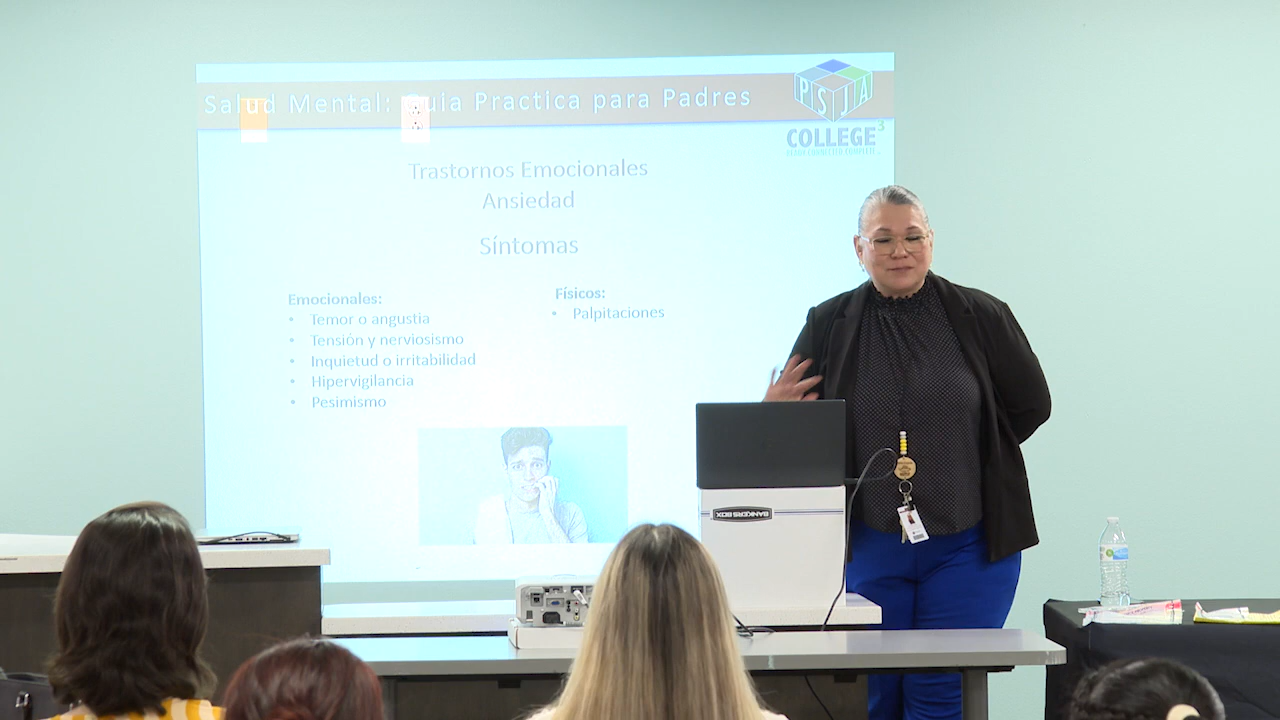 Salud Mental: Guia Practica para Padres
PSJA
COLLEGE³
Trastornos Emocionales
Ansiedad
Síntomas
Emocionales:
• Temor o angustia
• Tensión y nerviosismo
• Inquietud o irritabilidad
• Hipervigilancia
• Pesimismo
Físicos:
• Palpitaciones
BANKERS BOX